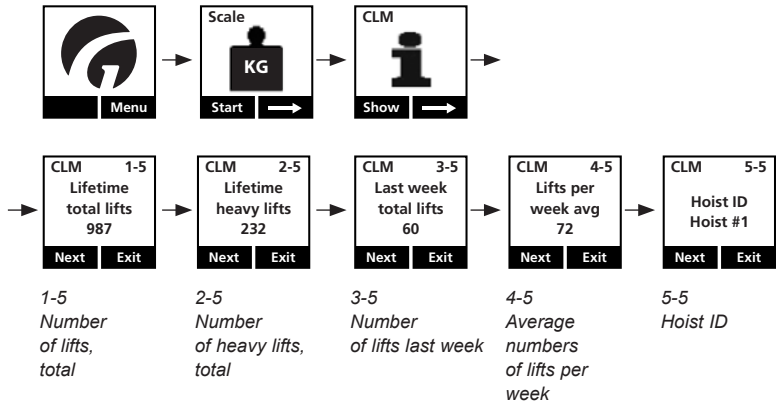 Menu
Scale
KG
Start
CLM
Show
CLM 1-5
Lifetime
total lifts
987
Next Exit
CLM 2-5
Lifetime
heavy lifts
232
Next Exit
CLM 3-5
Last week
total lifts
60
Next Exit
CLM 4-5
Lifts per
week avg
72
Next Exit
CLM 5-5
Hoist ID
Hoist #1
Next Exit
1-5
Number
of lifts,
total
2-5
Number
of heavy lifts,
total
3-5
Number
of lifts last week
4-5
Average
numbers
of lifts per
week
5-5
Hoist ID